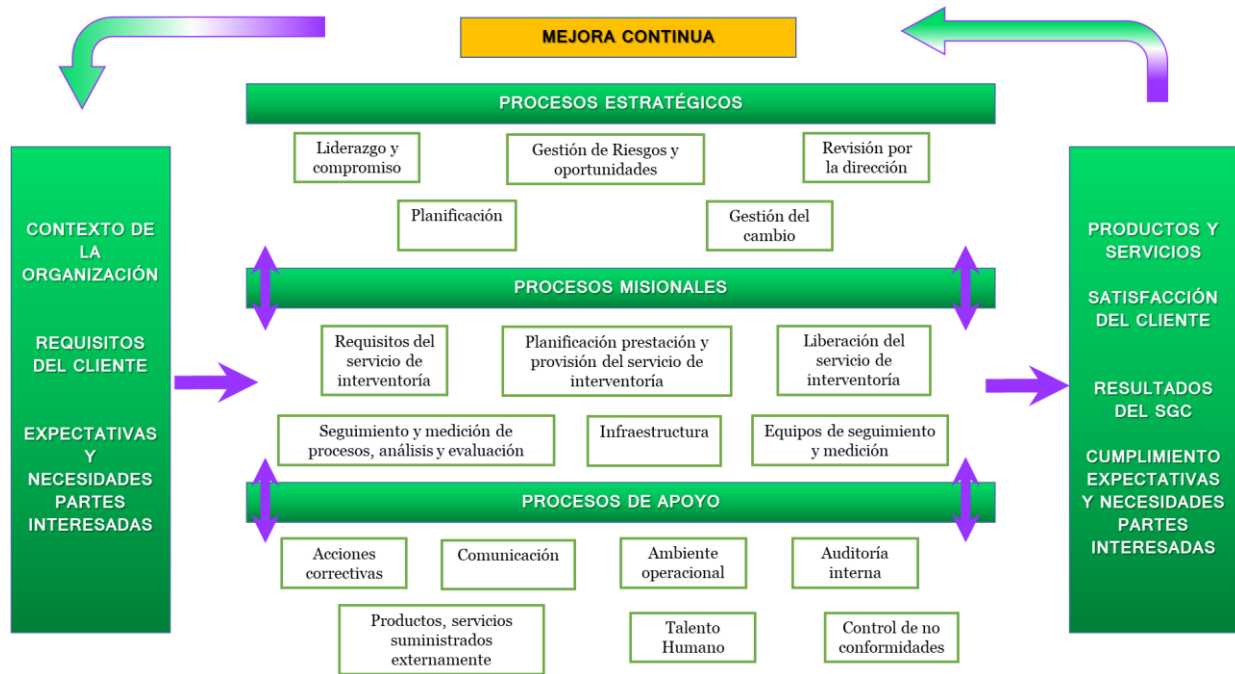 MEJORA CONTINUA
PROCESOS ESTRATÉGICOS
Liderazgo y
compromiso
Gestión de Riesgos y
oportunidades
Revisión por
la dirección
Planificación
Gestión del
cambio
CONTEXTO DE
LA
ORGANIZACIÓN
REQUISITOS
DEL CLIENTE
EXPECTATIVAS
Y
NECESIDADES
PARTES
INTERESADAS
PROCESOS MISIONALES
Requisitos del
servicio de
interventoría
Planificación prestación y
provisión del servicio de
interventoría
Liberación del
servicio de
interventoría
Seguimiento y medición de
procesos, análisis y evaluación
Infraestructura
Equipos de seguimiento
y medición
PROCESOS DE APOYO
Acciones
correctivas
Comunicación
Ambiente
operacional
Auditoría
interna
Productos, servicios
suministrados
externamente
Talento
Humano
Control de no
conformidades
PRODUCTOS Y
SERVICIOS
SATISFACCIÓN
DEL CLIENTE
RESULTADOS
DEL SGC
CUMPLIMIENTO
EXPECTATIVAS
Y NECESIDADES
PARTES
INTERESADAS